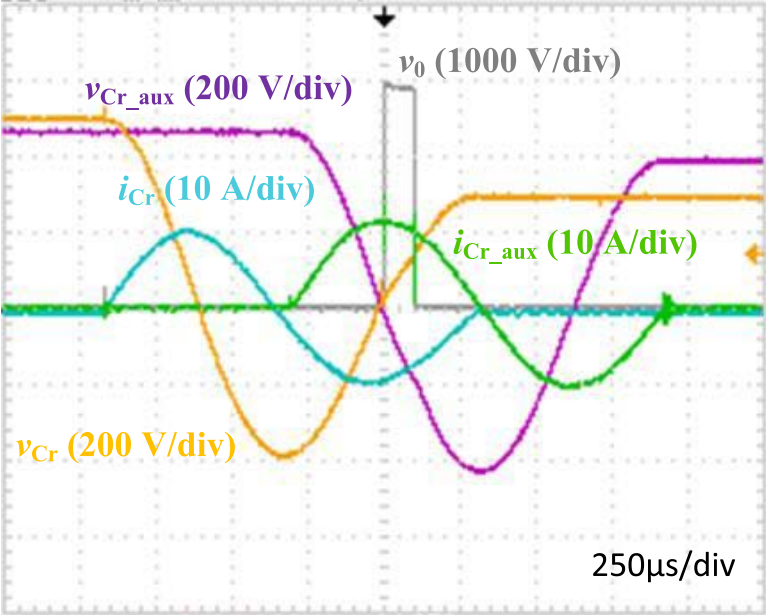 v0 (1000 V/div)
vCr_aux (200 V/div)
iCr (10 A/div)
iCr_aux (10 A/div)
vCr (200 V/div)
250μs/div